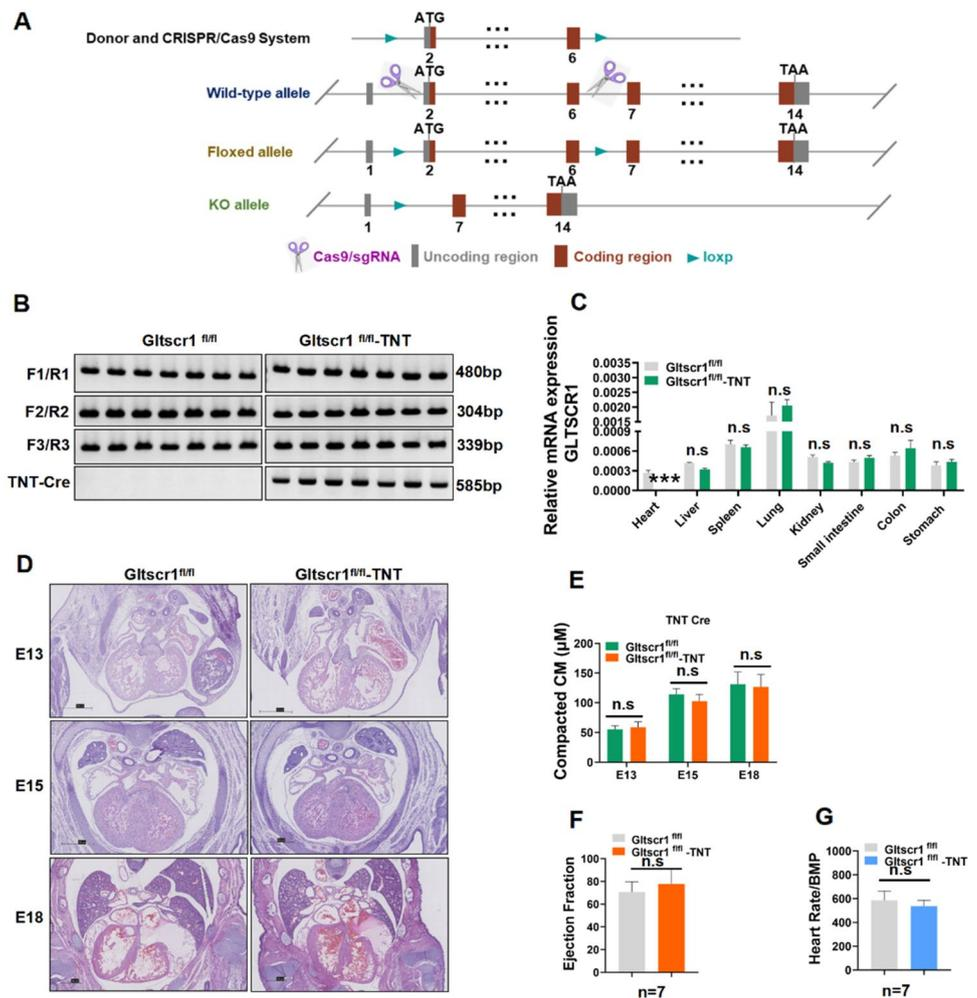 A
Donor and CRISPR/Cas9 System
ATG
2
6
Wild-type allele
ATG
TAA
2
6
7
14
Floxed allele
ATG
TAA
1
2
6
7
14
KO allele
TAA
1
7
14
Cas9/sgRNA
Uncoding region
Coding region
loxp
B
Gltscr1 fl/fl
Gltscr1 fl/fl-TNT
F1/R1
480bp
F2/R2
304bp
F3/R3
339bp
TNT-Cre
585bp
C
Relative mRNA expression
GLTSCR1
0.0035
0.0030
0.0025
0.0020
0.0015
0.0009
0.0006
0.0003
0.0000
Gltscr1fl/fl
Gltscr1fl/fl-TNT
***
n.s
n.s
n.s
n.s
n.s
n.s
n.s
Heart
Liver
Spleen
Lung
Kidney
Small intestine
Colon
Stomach
D
Gltscr1fl/fl
Gltscr1fl/fl-TNT
E13
E15
E18
E
TNT Cre
Compacted CM (μM)
200
150
100
50
0
Gltscr1fl/fl
Gltscr1fl/fl-TNT
n.s
n.s
n.s
E13
E15
E18
F
Gltscr1 fl/fl
Gltscr1 fl/fl -TNT
n.s
Ejection Fraction
100
80
60
40
20
0
n=7
G
Gltscr1 fl/fl
Gltscr1 fl/fl -TNT
n.s
Heart Rate/BMP
1000
800
600
400
200
0
n=7